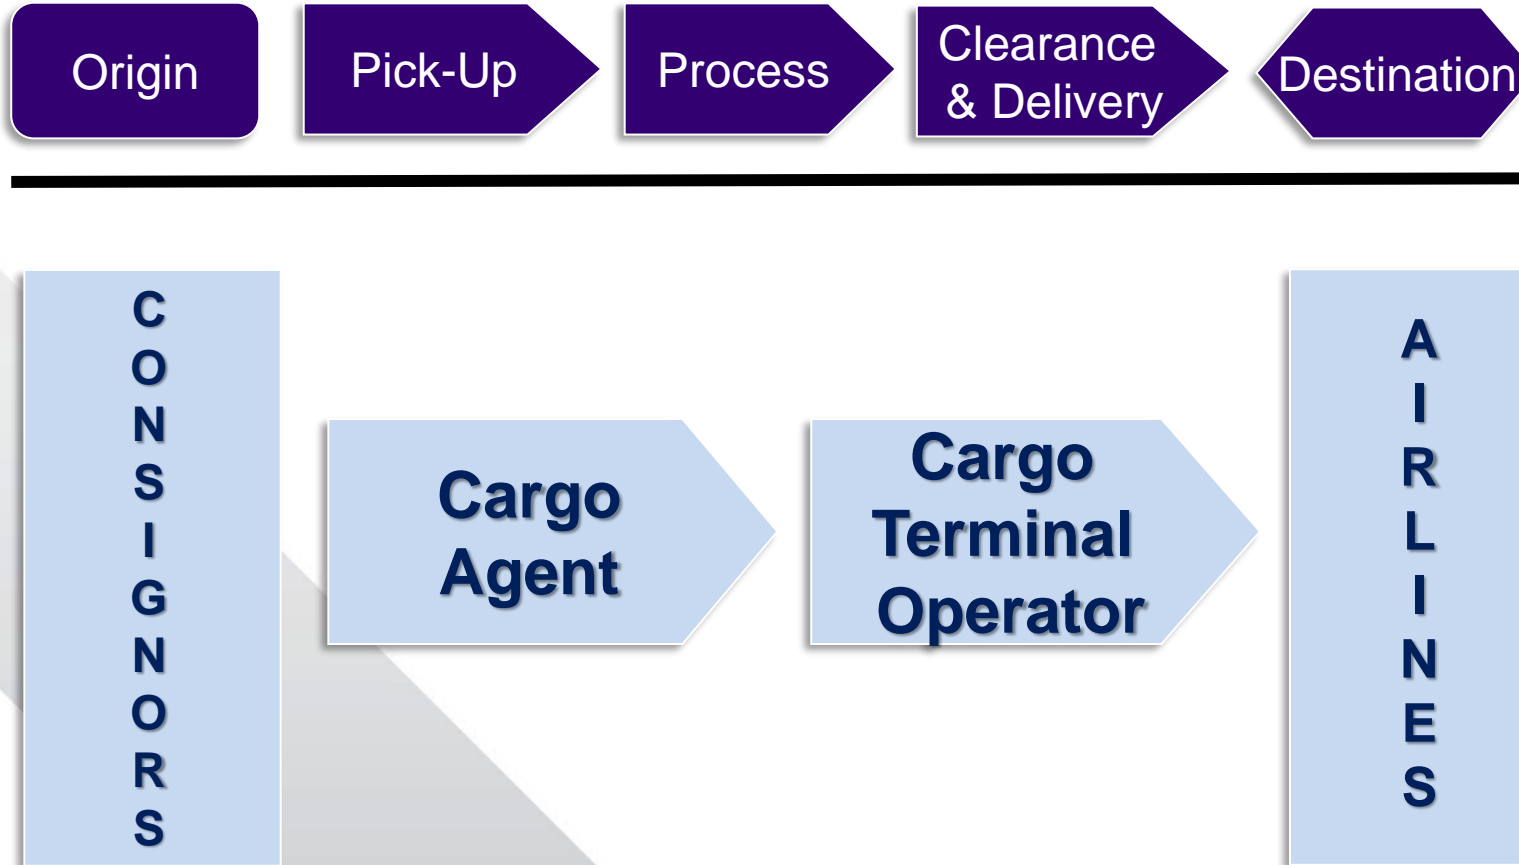 Origin
Pick-Up
Process
Clearance
& Delivery
Destination
C
O
N
S
I
G
N
O
R
S
Cargo
Agent
Cargo
Terminal
Operator
A
I
R
L
I
N
E
S